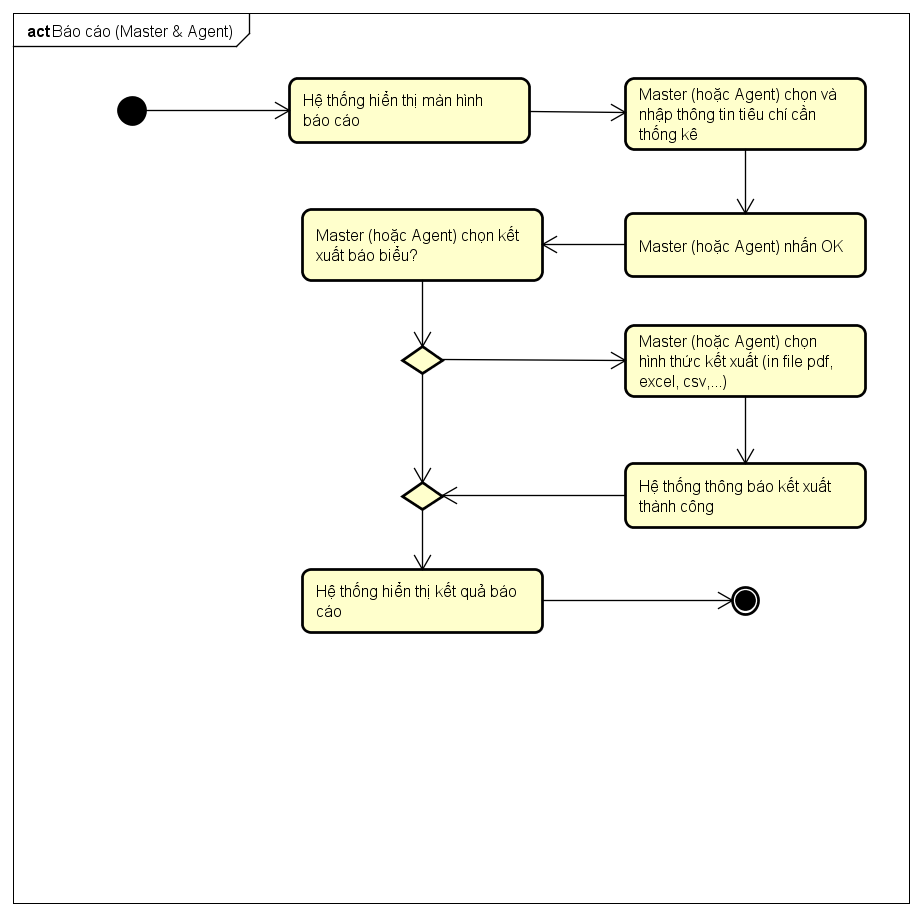 act Báo cáo (Master & Agent)
Hệ thống hiển thị màn hình
báo cáo
Master (hoặc Agent) chọn và
nhập thông tin tiêu chí cần
thống kê
Master (hoặc Agent) nhấn OK
Master (hoặc Agent) chọn kết
xuất báo biểu?
Master (hoặc Agent) chọn
hình thức kết xuất (in file pdf,
excel, csv,...)
Hệ thống thông báo kết xuất
thành công
Hệ thống hiển thị kết quả báo
cáo